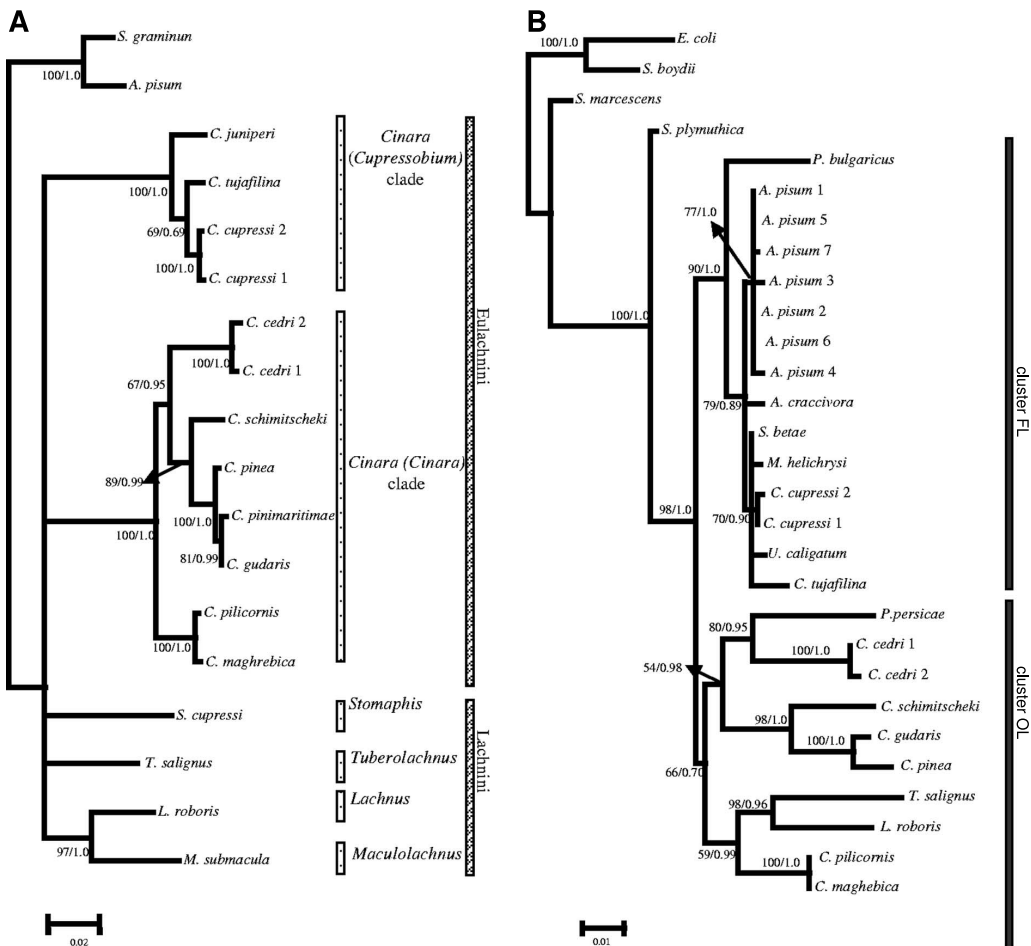 A
S. graminun
100/1.0
A. pisum
C. juniperi
100/1.0
C. tujafilina
69/0.69
C. cupressi 2
100/1.0
C. cupressi 1
Cinara
(Cupressobium)
clade
C. cedri 2
100/1.0
C. cedri 1
67/0.95
C. schimitscheki
89/0.99
C. pinea
100/1.0
C. pinimaritimae
81/0.99
C. gudaris
100/1.0
C. pilicornis
100/1.0
C. maghrebica
Cinara (Cinara)
clade
Eulachnini
S. cupressi
Stomaphis
T. salignus
Tuberolachnus
L. roboris
Lachnus
97/1.0
M. submacula
Maculolachnus
Lachnini
0.02
B
E. coli
100/1.0
S. boydii
S. marcescens
S. plymuthica
100/1.0
P. bulgaricus
90/1.0
77/1.0
A. pisum 1
A. pisum 5
A. pisum 7
A. pisum 3
A. pisum 2
A. pisum 6
A. pisum 4
79/0.89
A. craccivora
S. betae
M. helichrysi
C. cupressi 2
70/0.90
C. cupressi 1
U. caligatum
C. tujafilina
cluster FL
98/1.0
P.persicae
80/0.95
C. cedri 1
100/1.0
C. cedri 2
54/0.98
C. schimitscheki
98/1.0
C. gudaris
100/1.0
C. pinea
66/0.70
T. salignus
98/0.96
L. roboris
59/0.99
C. pilicornis
100/1.0
C. maghebica
cluster OL
0.01